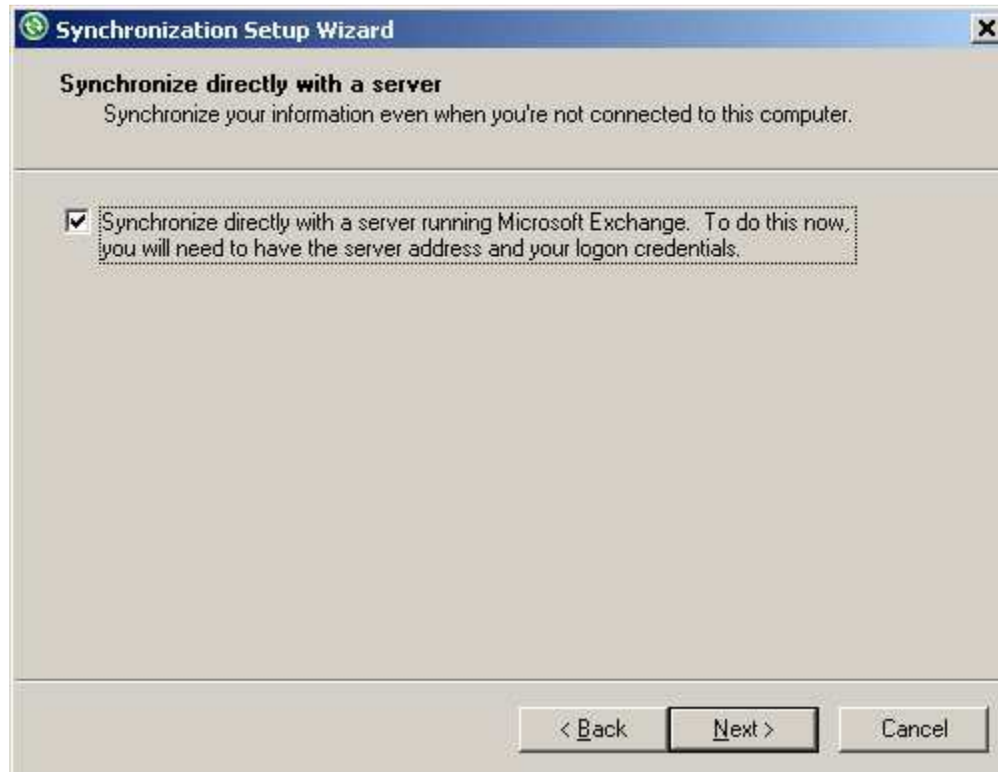 Synchronization Setup Wizard
Synchronize directly with a server
Synchronize your information even when you're not connected to this computer.
Synchronize directly with a server running Microsoft Exchange. To do this now,
you will need to have the server address and your logon credentials.
< Back Next > Cancel